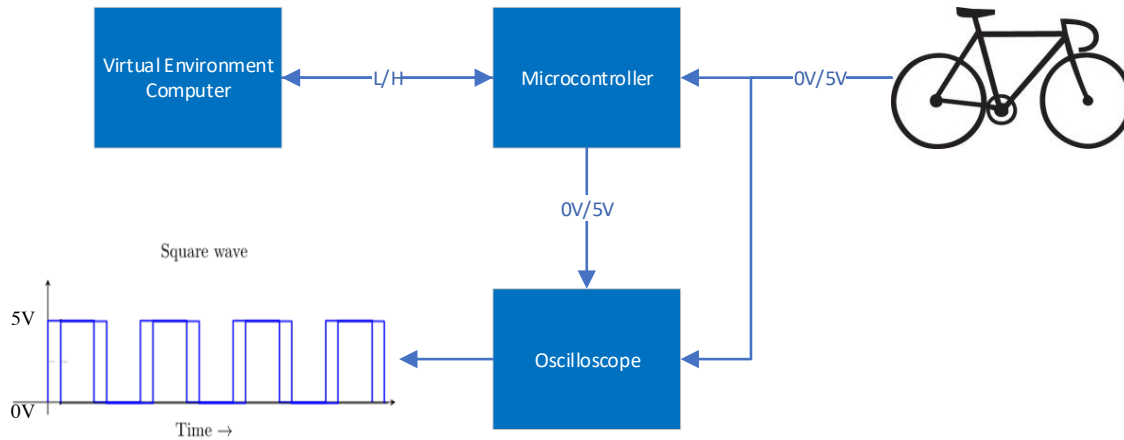 Virtual Environment
Computer
L/H
Microcontroller
0V/5V
0V/5V
Square wave
5V
0V
Time →
Oscilloscope